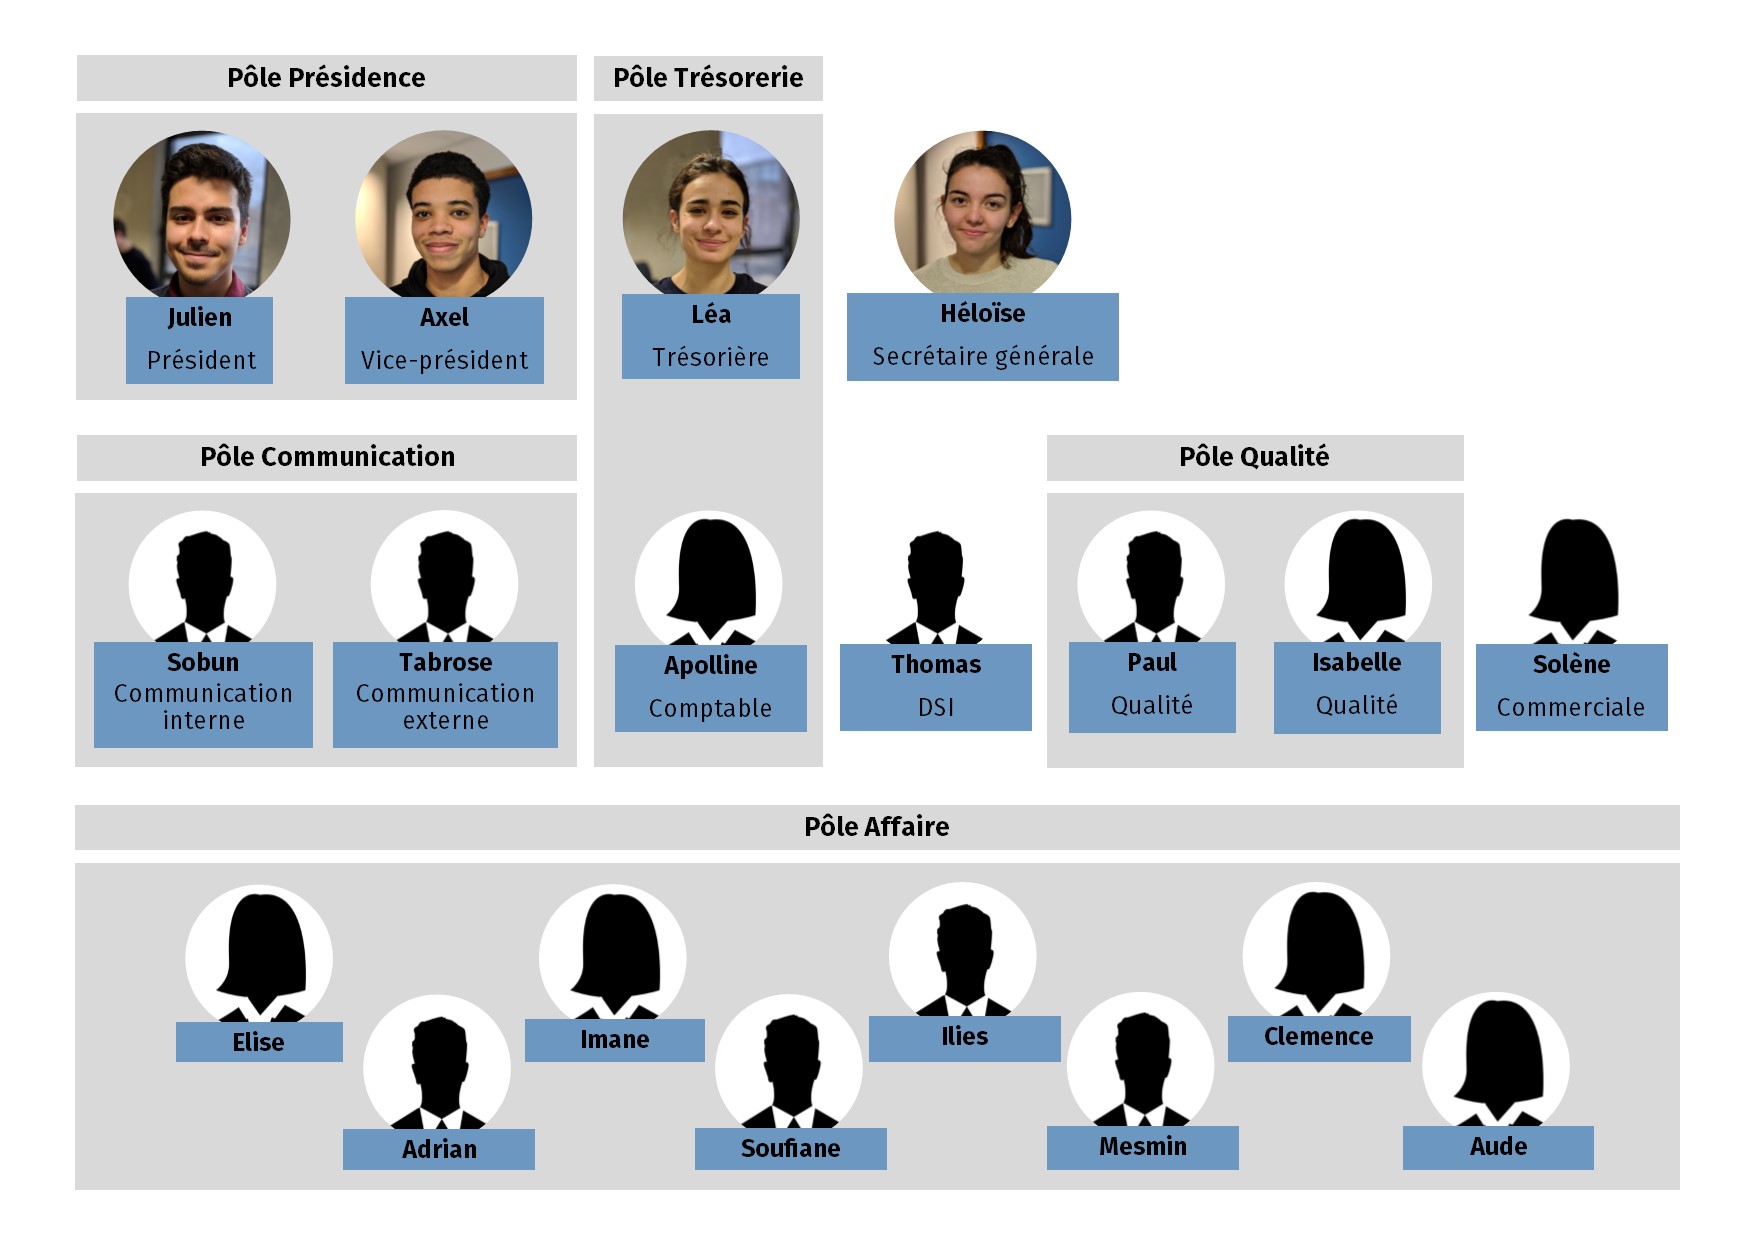 Pôle Présidence
Pôle Trésorerie
Julien
Président
Axel
Vice-président
Léa
Trésorière
Héloïse
Secrétaire générale
Pôle Communication
Pôle Qualité
Sobun
Communication
interne
Tabrose
Communication
externe
Apolline
Comptable
Thomas
DSI
Paul
Qualité
Isabelle
Qualité
Solène
Commerciale
Pôle Affaire
Elise
Adrian
Imane
Soufiane
Ilies
Mesmin
Clemence
Aude